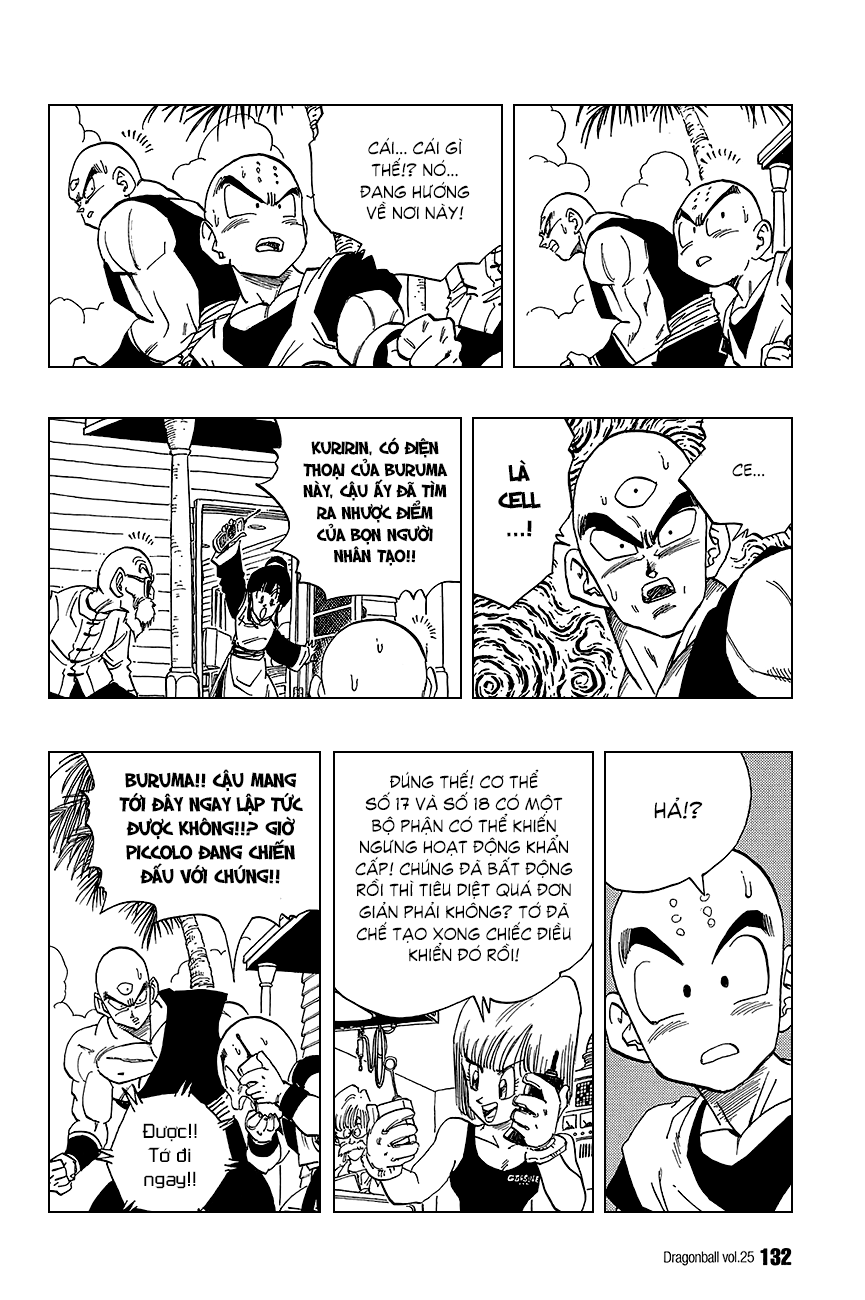 CÁI... CÁI GÌ
THẾ!? NÓ...
ĐANG HƯỚNG
VỀ NƠI NÀY!
CE...
LÀ
CELL
...!
KURIRIN, CÓ ĐIỆN
THOẠI CỦA BURUMA
NÀY, CẬU ẤY ĐÃ TÌM
RA NHƯỢC ĐIỂM
CỦA BỌN NGƯỜI
NHÂN TẠO!!
HẢ!?
ĐÚNG THẾ! CƠ THỂ
SỐ 17 VÀ SỐ 18 CÓ MỘT
BỘ PHẬN CÓ THỂ KHIẾN
NGƯNG HOẠT ĐỘNG KHẨN
CẤP! CHÚNG ĐÃ BẤT ĐỘNG
RỒI THÌ TIÊU DIỆT QUÁ ĐƠN
GIẢN PHẢI KHÔNG? TỚ ĐÃ
CHẾ TẠO XONG CHIẾC ĐIỀU
KHIỂN ĐÓ RỒI!
BURUMA!! CẬU MANG
TỚI ĐÂY NGAY LẬP TỨC
ĐƯỢC KHÔNG!!? GIỜ
PICCOLO ĐANG CHIẾN
ĐẤU VỚI CHÚNG!!
Được!!
Tớ đi
ngay!!
Dragonball vol.25 132